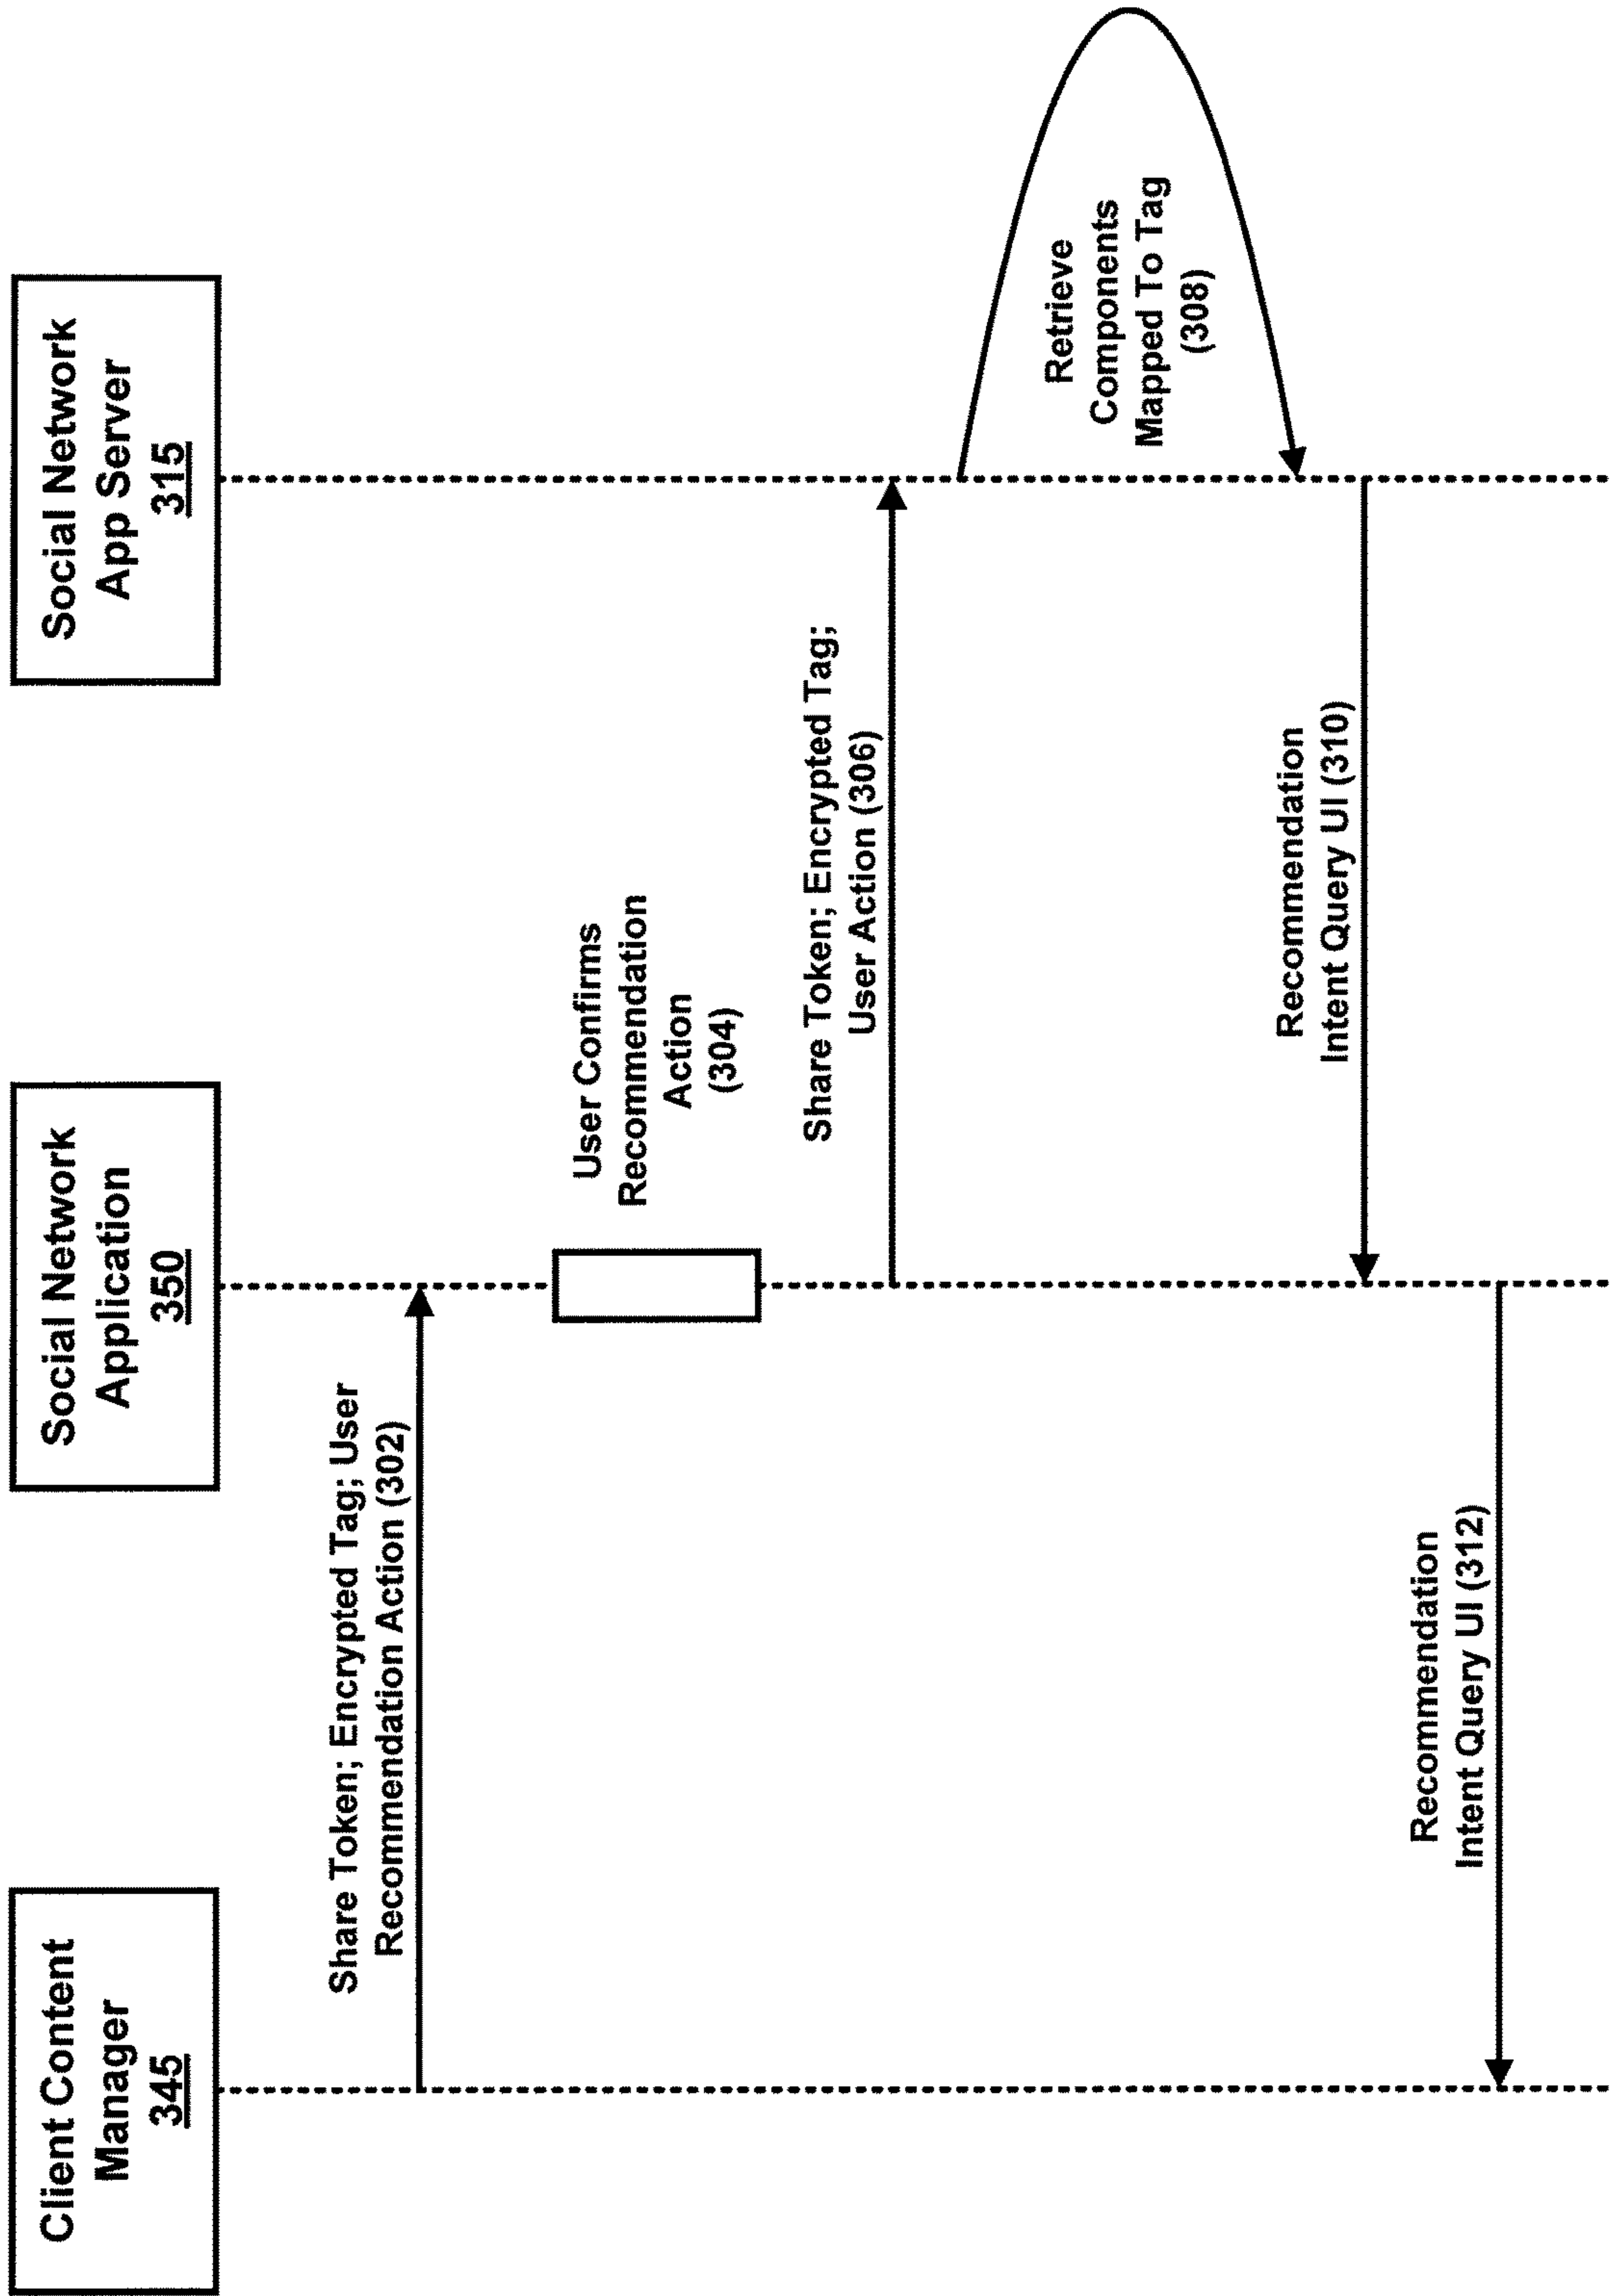 Client Content
Manager
345
Social Network
Application
350
Social Network
App Server
315
Share Token; Encrypted Tag; User
Recommendation Action (302)
User Confirms
Recommendation
Action
(304)
Share Token; Encrypted Tag;
User Action (306)
Retrieve
Components
Mapped To Tag
(308)
Recommendation
Intent Query UI (310)
Recommendation
Intent Query UI (312)